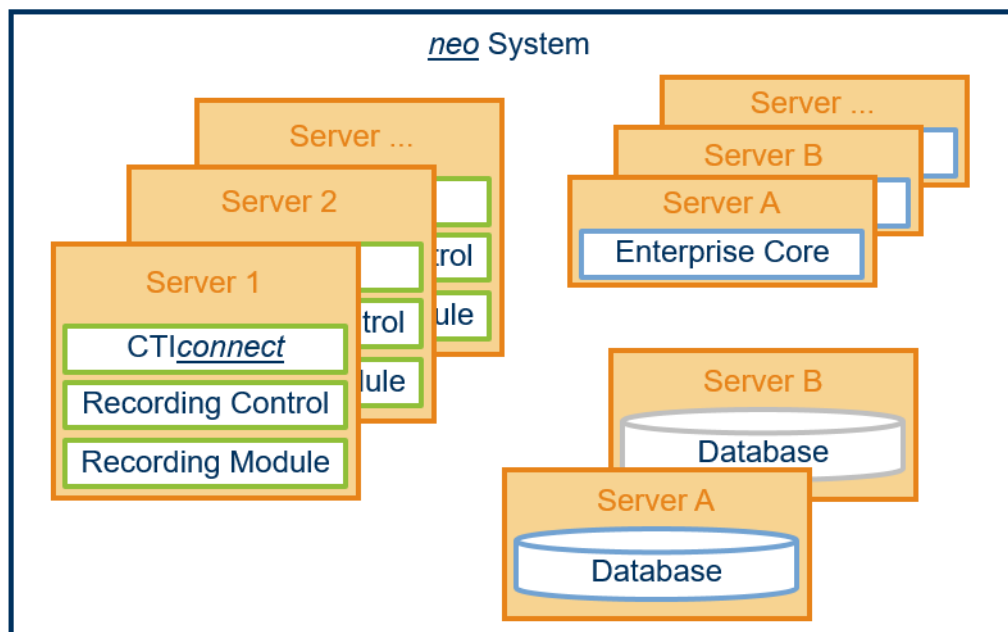 neo System
Server ...
Server 2
Server 1
CTIconnect
Recording Control
Recording Module
trol
dule
trol
ule
Server ...
Server B
Server A
Enterprise Core
Server B
Database
Server A
Database